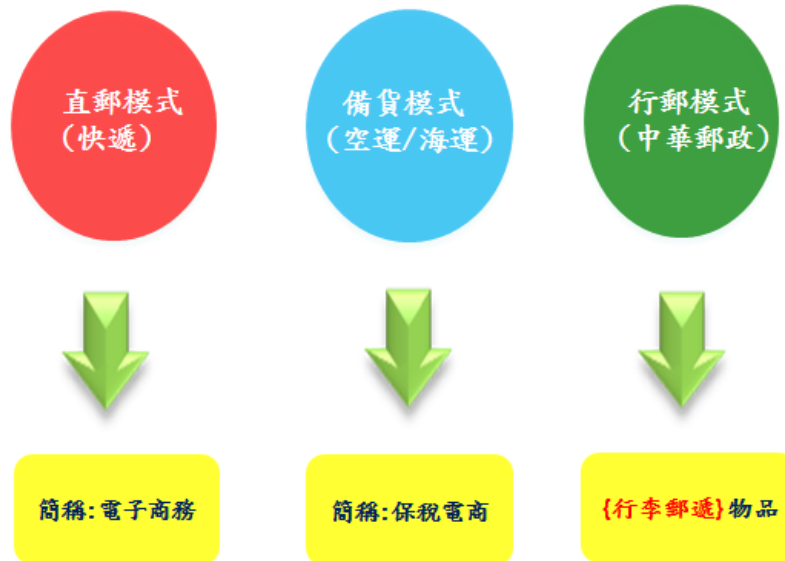 直郵模式
(快遞)
備貨模式
(空運/海運)
行郵模式
(中華郵政)
簡稱:電子商務
簡稱:保稅電商
{行李郵遞}物品